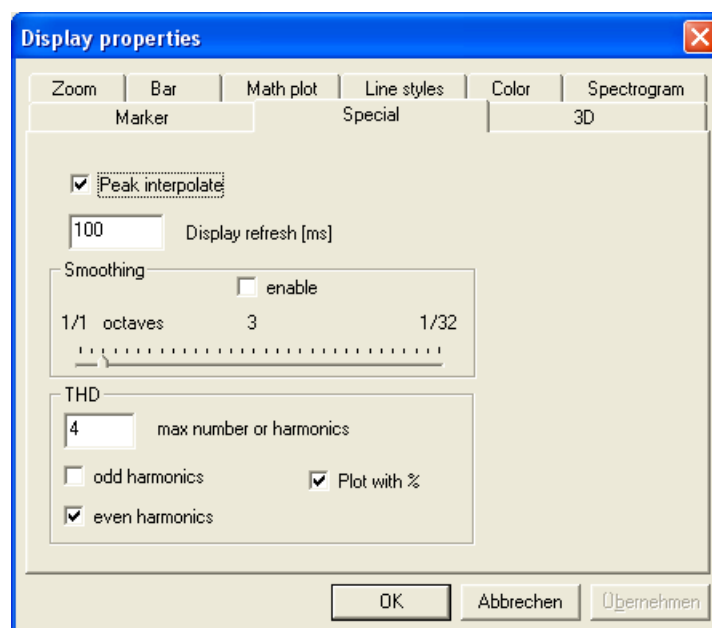 Display properties
Zoom Bar Math plot Line styles Color Spectrogram
Marker Special 3D
Peak interpolate
100 Display refresh [ms]
Smoothing
enable
1/1 octaves 3 1/32
THD
4 max number or harmonics
odd harmonics Plot with %
even harmonics
OK Abbrechen Übernehmen